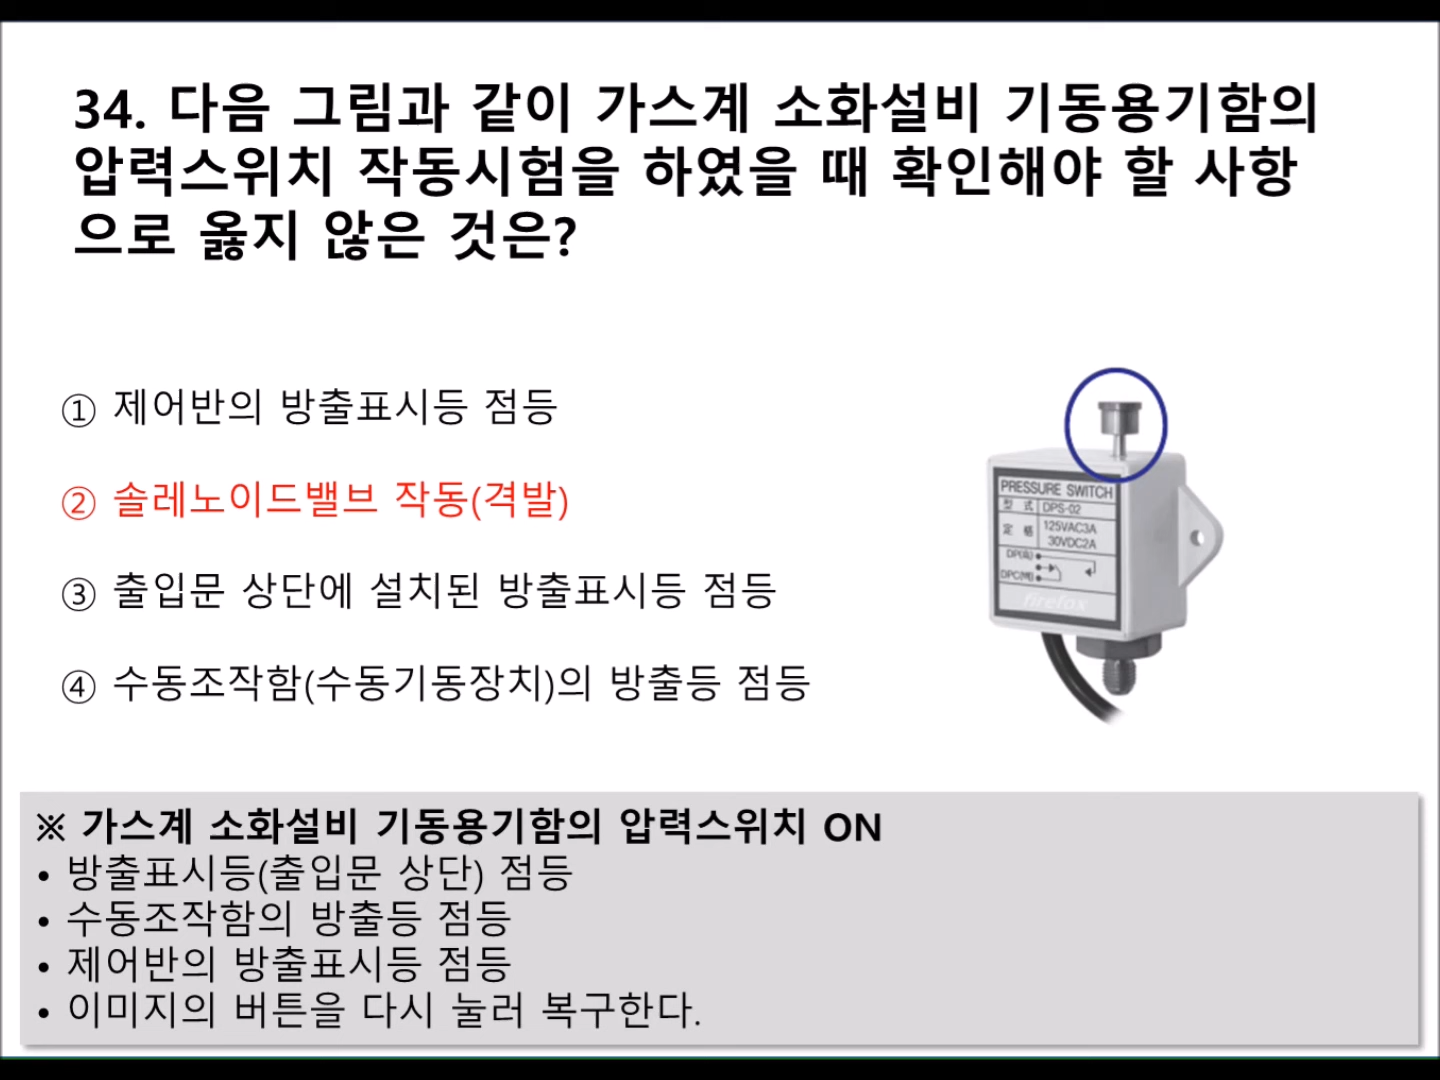 34. 다음 그림과 같이 가스계 소화설비 기동용기함의
압력스위치 작동시험을 하였을 때 확인해야 할 사항
으로 옳지 않은 것은?
① 제어반의 방출표시등 점등
② 솔레노이드밸브 작동(격발)
③ 출입문 상단에 설치된 방출표시등 점등
④ 수동조작함(수동기동장치)의 방출등 점등
PRESSURE SWITCH
型 式 DPS-02
定 格 125VAC3A
30VDC2A
firefox
※ 가스계 소화설비 기동용기함의 압력스위치 ON
• 방출표시등(출입문 상단) 점등
• 수동조작함의 방출등 점등
• 제어반의 방출표시등 점등
• 이미지의 버튼을 다시 눌러 복구한다.